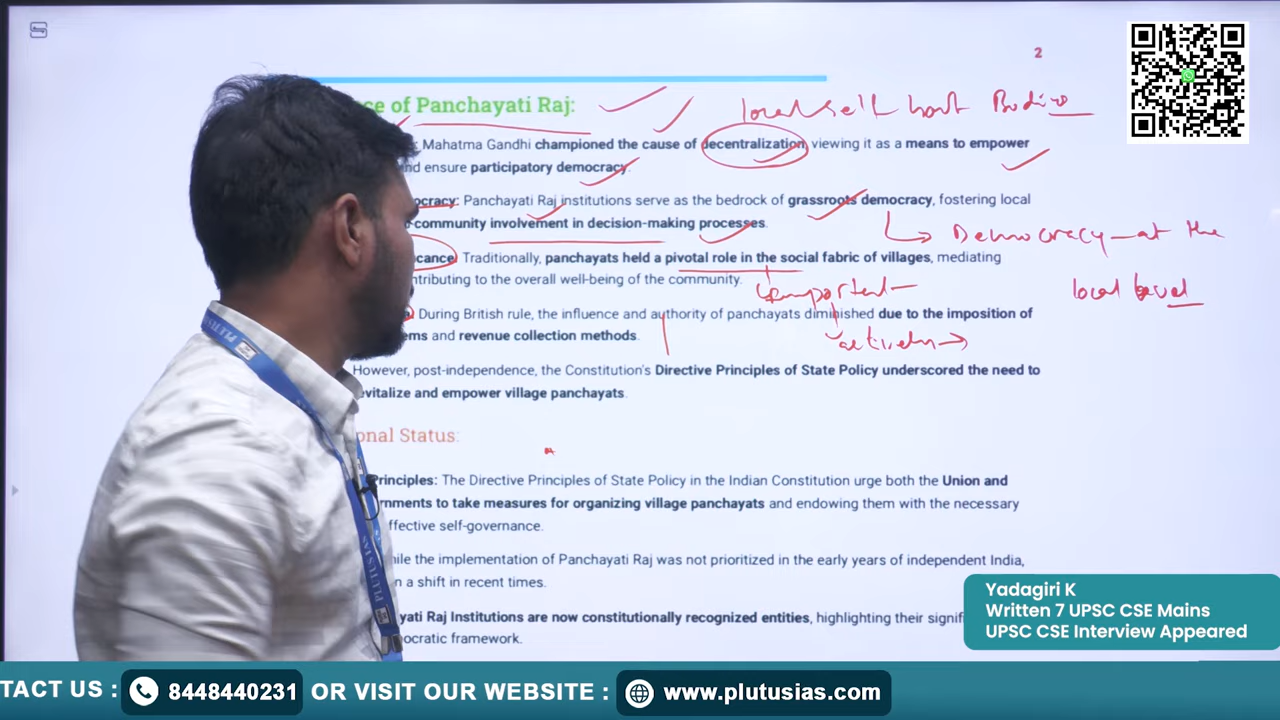 2
ce of Panchayati Raj:
local self Bodies
: Mahatma Gandhi championed the cause of decentralization, viewing it as a means to empower
and ensure participatory democracy.
ocracy: Panchayati Raj institutions serve as the bedrock of grassroots democracy, fostering local
community involvement in decision-making processes.
Democracy at the
local level
cance: Traditionally, panchayats held a pivotal role in the social fabric of villages, mediating
ntributing to the overall well-being of the community.
important
During British rule, the influence and authority of panchayats diminished due to the imposition of
ems and revenue collection methods.
However, post-independence, the Constitution's Directive Principles of State Policy underscored the need to
evitalize and empower village panchayats.
onal Status:
Principles: The Directive Principles of State Policy in the Indian Constitution urge both the Union and
rnments to take measures for organizing village panchayats and endowing them with the necessary
ffective self-governance.
hile the implementation of Panchayati Raj was not prioritized in the early years of independent India,
n a shift in recent times.
yati Raj Institutions are now constitutionally recognized entities, highlighting their signif
ocratic framework.
PLUTUS IAS
PLUTUSIAS
Yadagiri K
Written 7 UPSC CSE Mains
UPSC CSE Interview Appeared
TACT US : 8448440231 OR VISIT OUR WEBSITE : www.plutusias.com